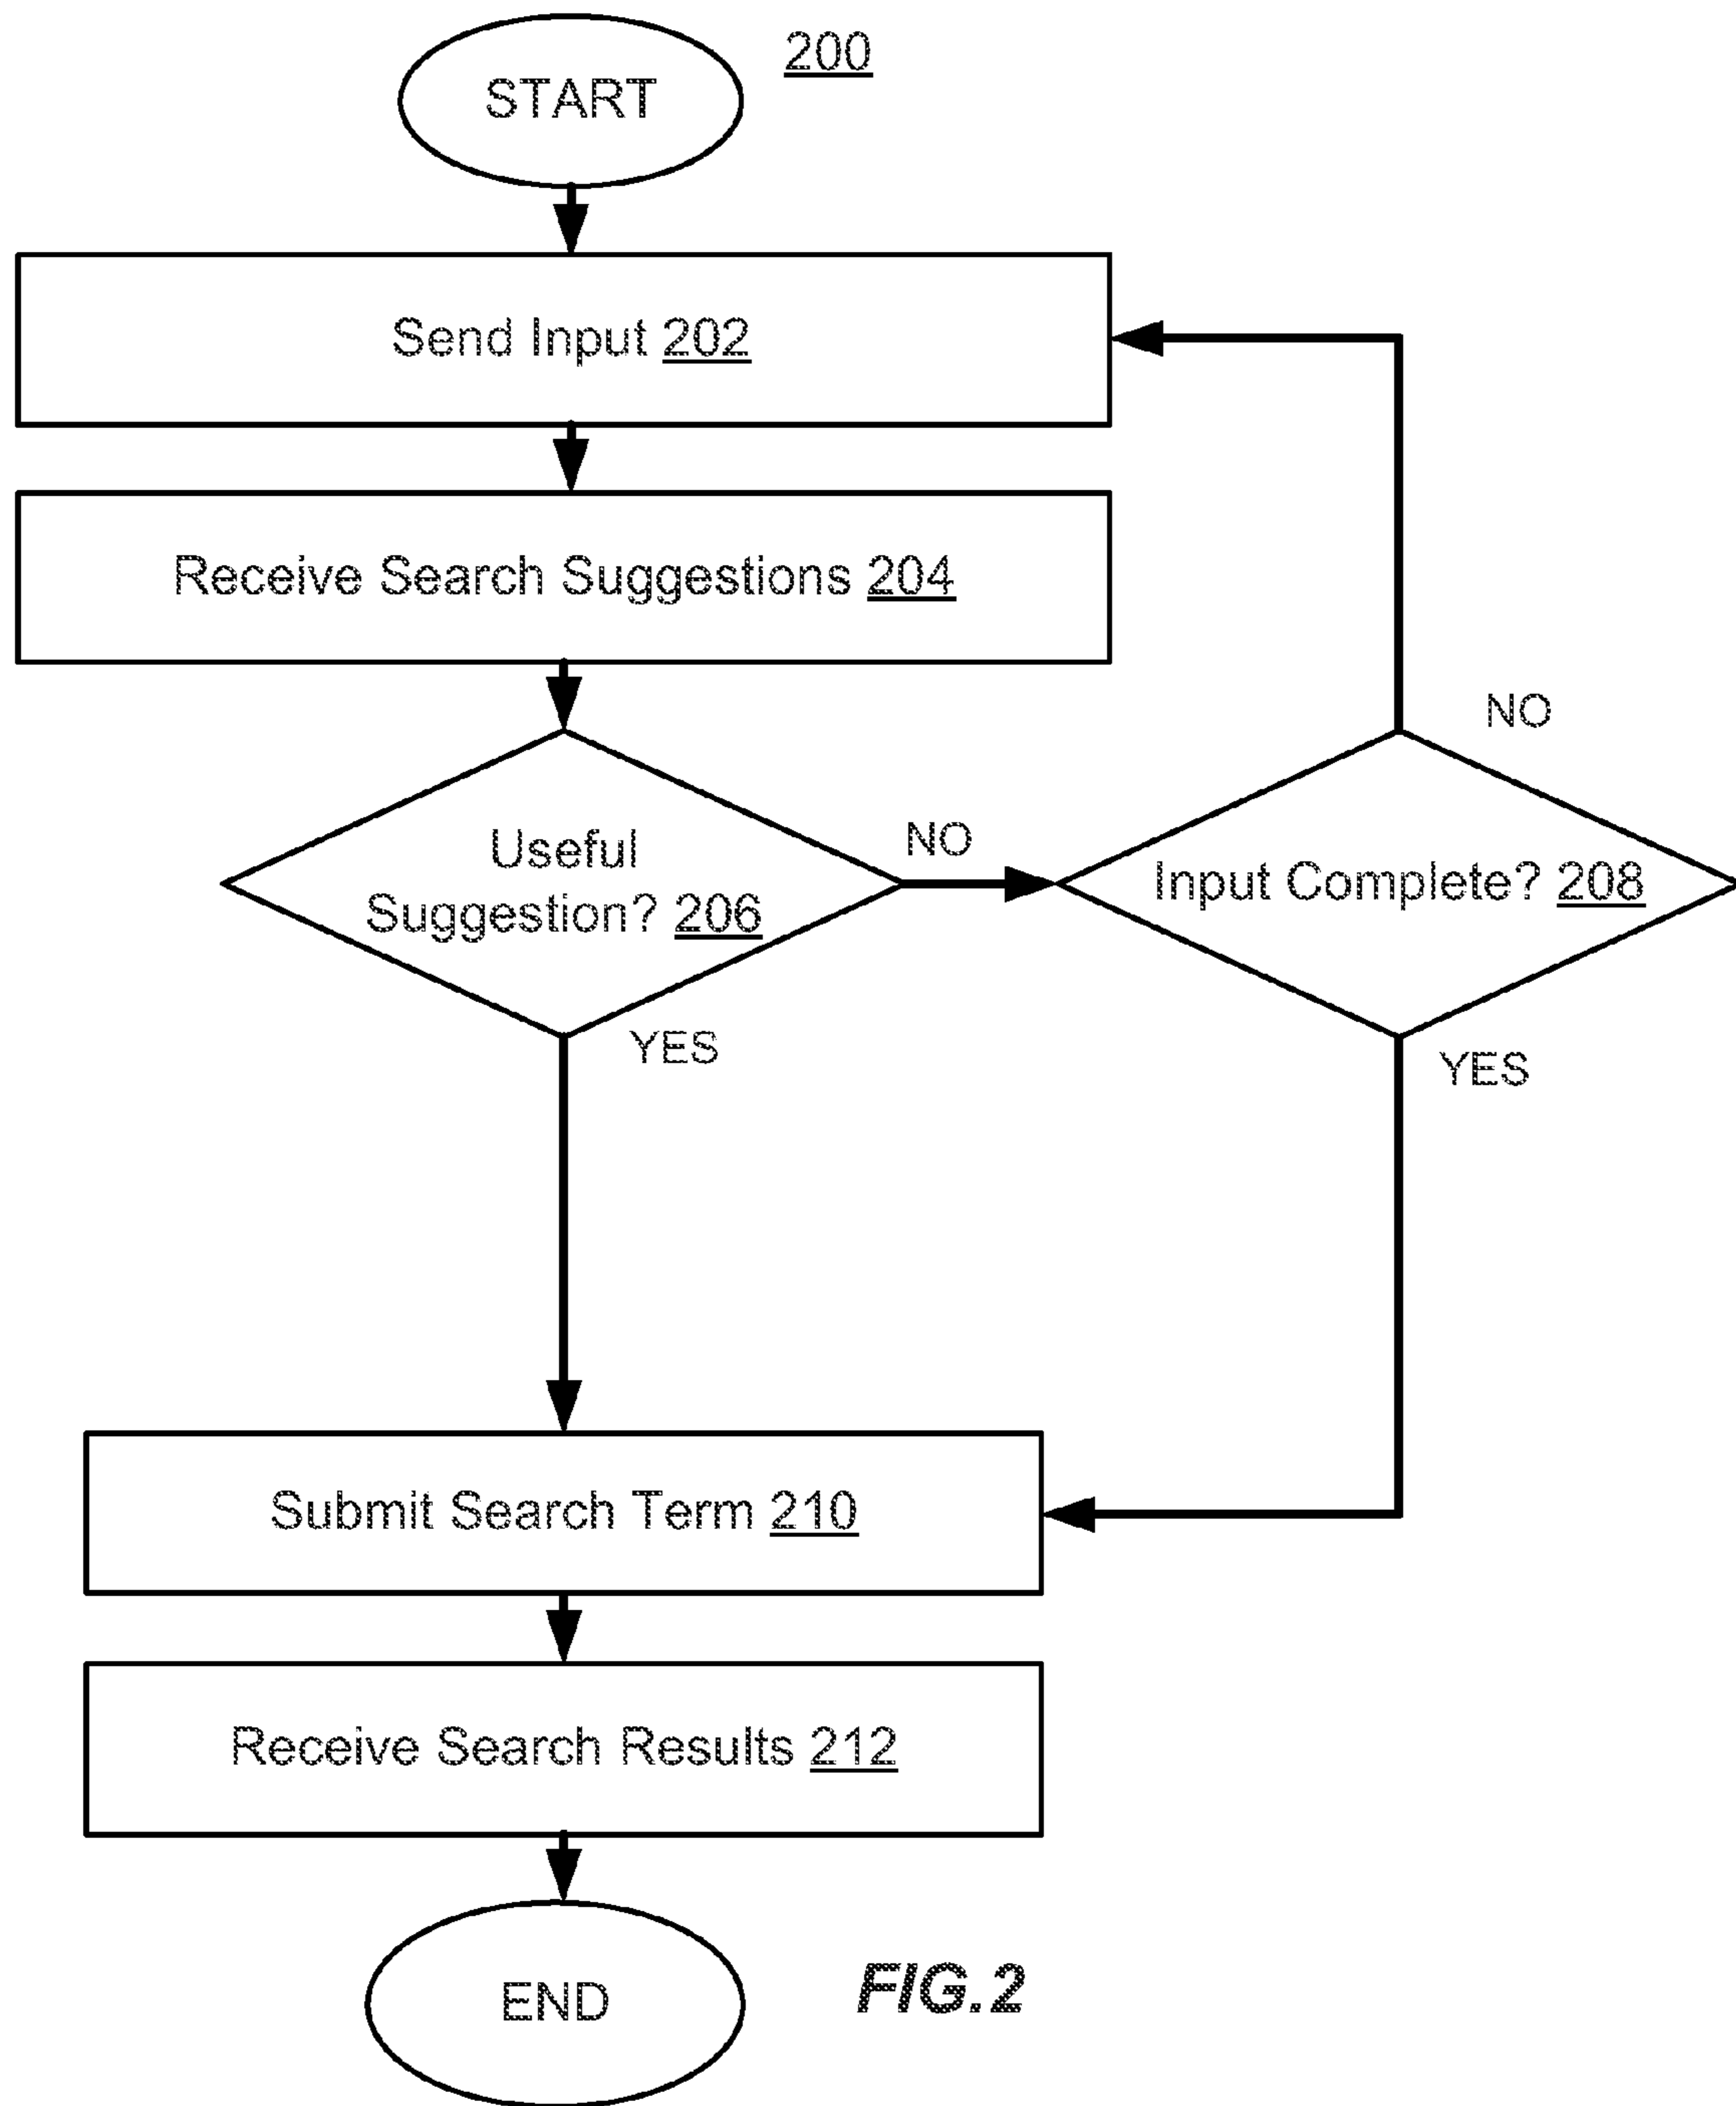 200
START
Send Input 202
Receive Search Suggestions 204
NO
Useful
Suggestion? 206
NO
Input Complete? 208
YES
YES
Submit Search Term 210
Receive Search Results 212
END
FIG.2